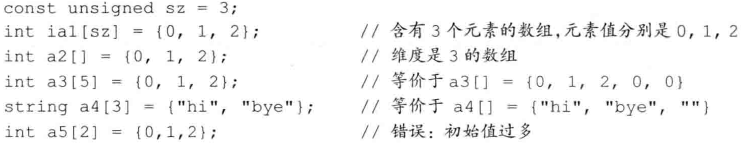 const unsigned sz = 3;
int ia1[sz] = {0, 1, 2}; // 含有3个元素的数组,元素值分别是0, 1, 2
int a2[] = {0, 1, 2}; // 维度是3的数组
int a3[5] = {0, 1, 2}; // 等价于a3[] = {0, 1, 2, 0, 0}
string a4[3] = {"hi", "bye"}; // 等价于 a4[] = {"hi", "bye", ""}
int a5[2] = {0,1,2}; // 错误：初始值过多